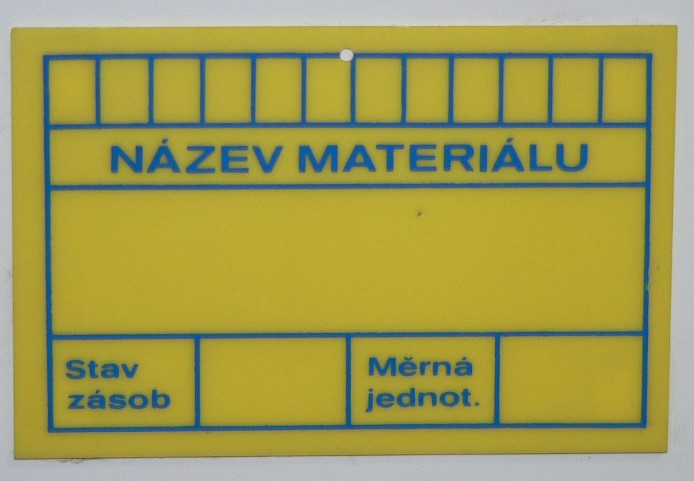 NÁZEV MATERIÁLU
Stav
zásob
Měrná
jednot.